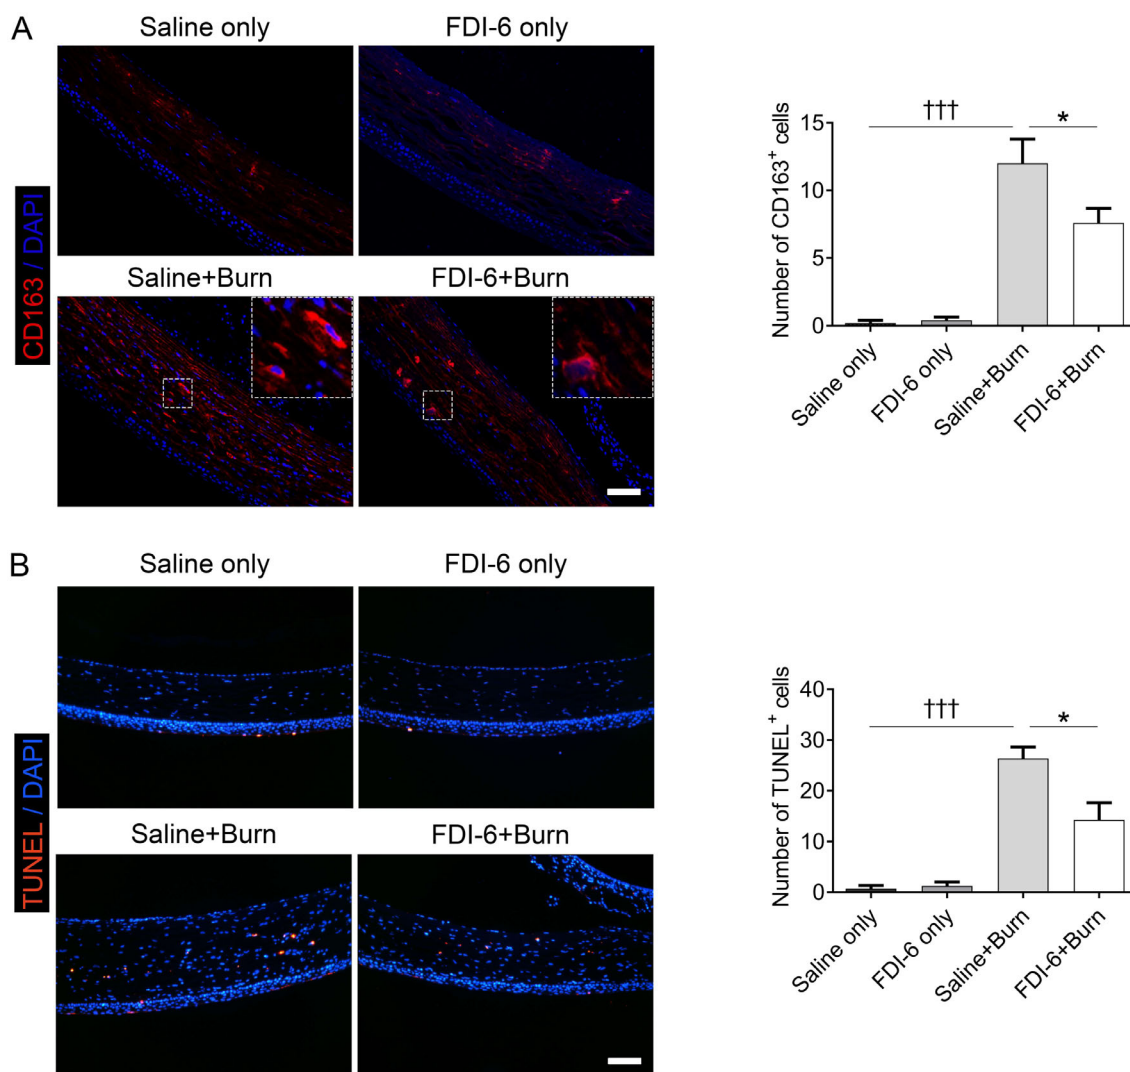 A
Saline only
FDI-6 only
Saline+Burn
FDI-6+Burn
CD163 / DAPI
Number of CD163⁺ cells
15
10
5
0
†††
*
Saline only
FDI-6 only
Saline+Burn
FDI-6+Burn
B
Saline only
FDI-6 only
Saline+Burn
FDI-6+Burn
TUNEL / DAPI
Number of TUNEL⁺ cells
40
30
20
10
0
†††
*
Saline only
FDI-6 only
Saline+Burn
FDI-6+Burn